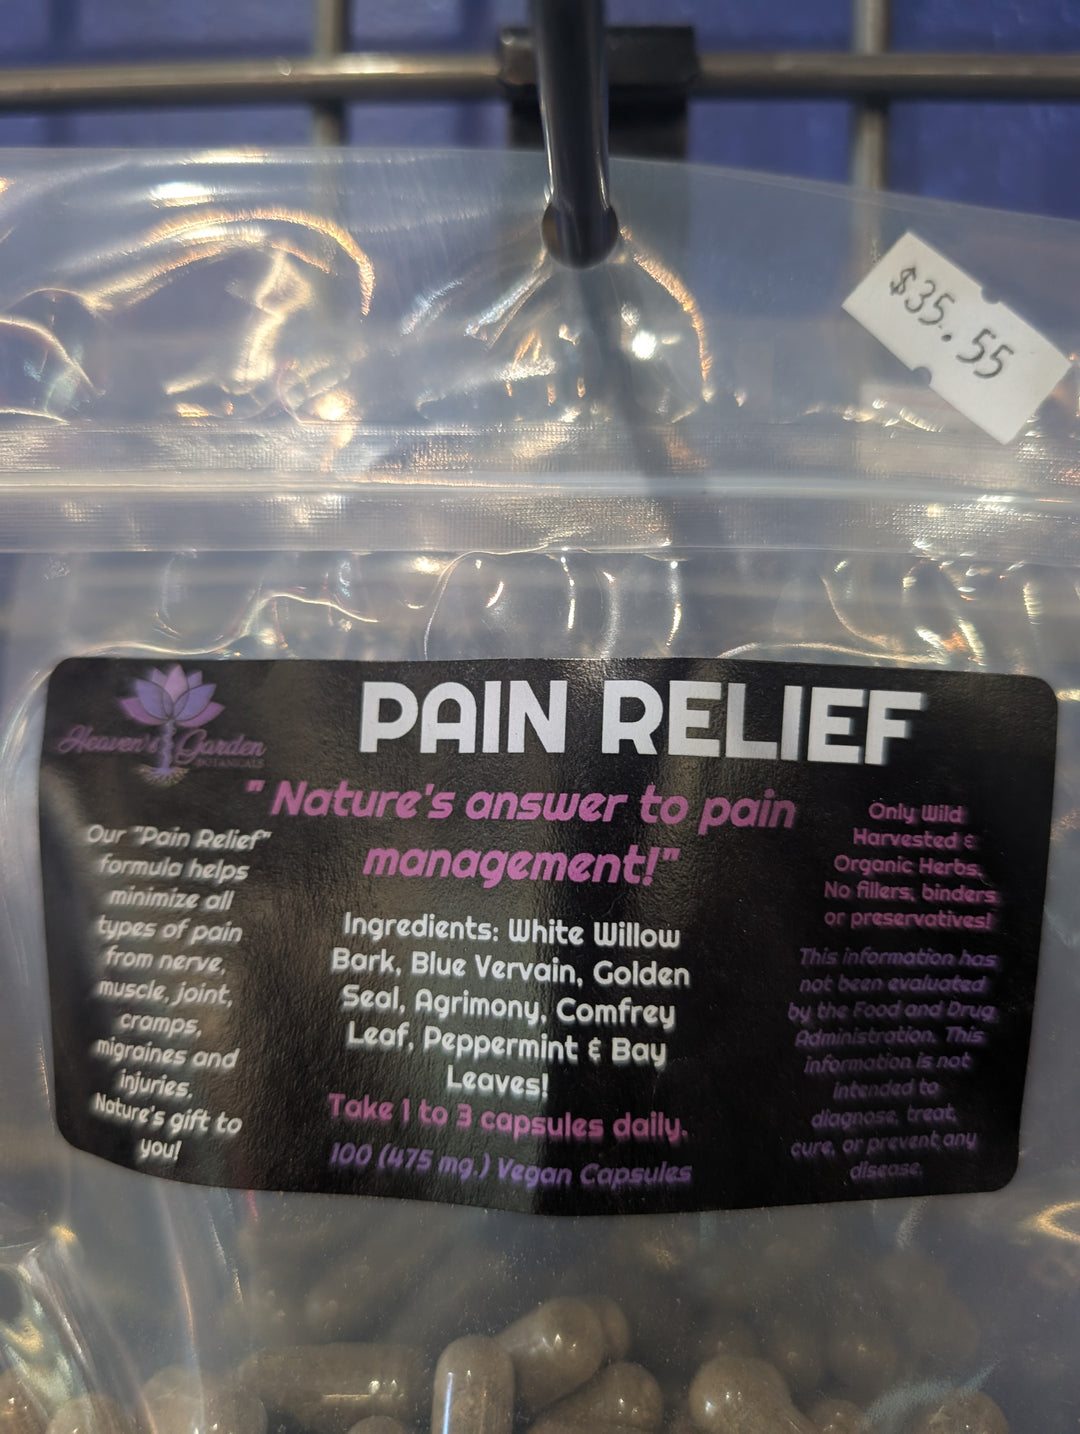 $35.55
Heaven's Garden
BOTANICALS
PAIN RELIEF
"Nature's answer to pain
management!"
Our "Pain Relief"
formula helps
minimize all
types of pain
from nerve,
muscle, joint,
cramps,
migraines and
injuries.
Nature's gift to
you!
Ingredients: White Willow
Bark, Blue Vervain, Golden
Seal, Agrimony, Comfrey
Leaf, Peppermint & Bay
Leaves!
Take 1 to 3 capsules daily.
100 (475 mg.) Vegan Capsules
Only Wild
Harvested &
Organic Herbs.
No fillers, binders
or preservatives!
This information has
not been evaluated
by the Food and Drug
Administration. This
information is not
intended to
diagnose, treat,
cure, or prevent any
disease.